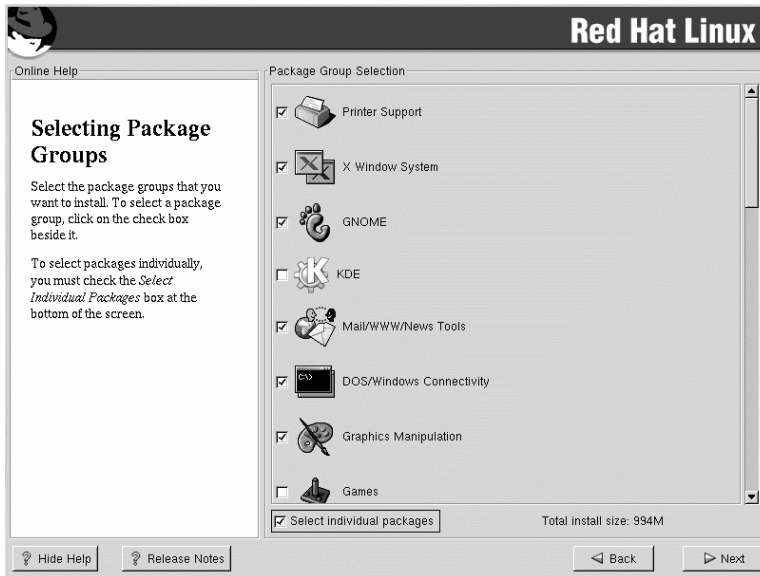 Red Hat Linux
Online Help
Selecting Package
Groups
Select the package groups that you
want to install. To select a package
group, click on the check box
beside it.
To select packages individually,
you must check the Select
Individual Packages box at the
bottom of the screen.
Package Group Selection
Printer Support
X Window System
GNOME
KDE
Mail/WWW/News Tools
C:\>
DOS/Windows Connectivity
Graphics Manipulation
Games
Select individual packages
Total install size: 994M
? Hide Help
? Release Notes
Back
Next